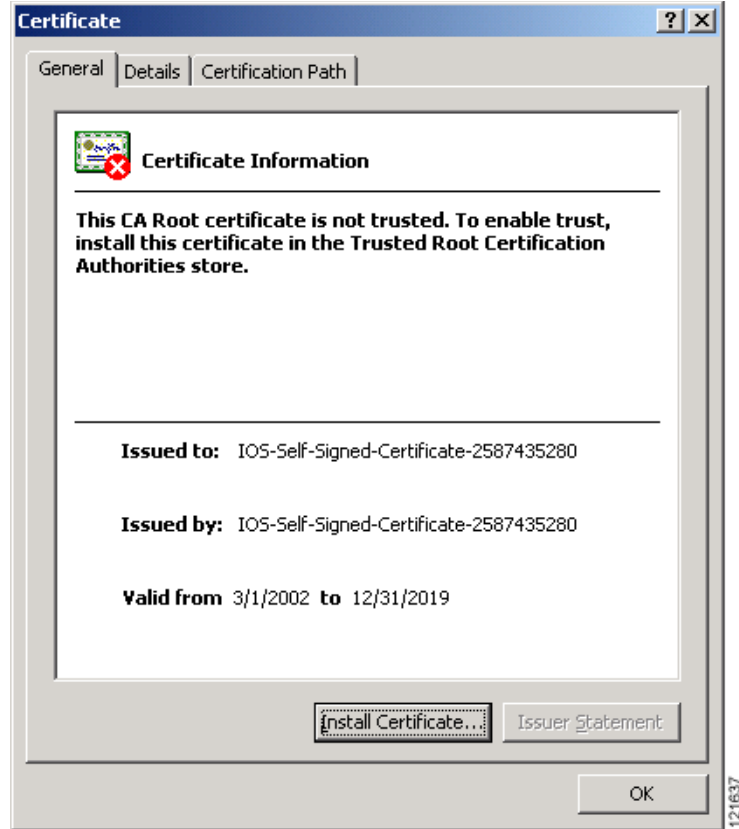 Certificate
General Details Certification Path
Certificate Information
This CA Root certificate is not trusted. To enable trust,
install this certificate in the Trusted Root Certification
Authorities store.
Issued to: IOS-Self-Signed-Certificate-2587435280
Issued by: IOS-Self-Signed-Certificate-2587435280
Valid from 3/1/2002 to 12/31/2019
Install Certificate... Issuer Statement
OK
121637